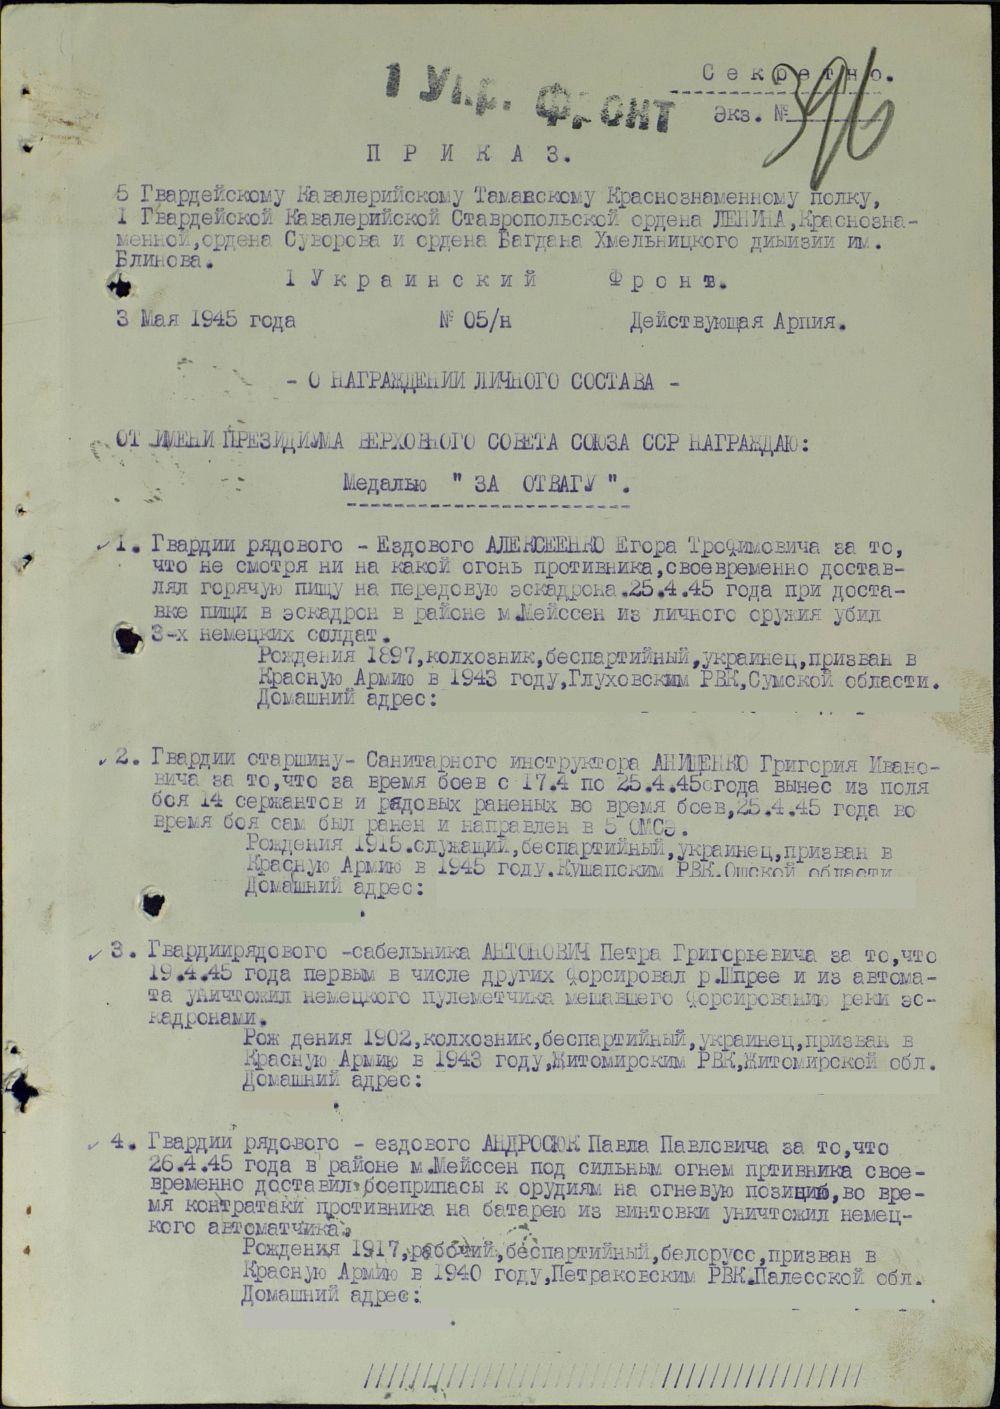 1 Укр. Фронт
Секретно.
Экз. №
396
П Р И К А З.
5 Гвардейскому Кавалерийскому Таманскому Краснознаменному полку,
1 Гвардейской Кавалерийской Ставропольской ордена ЛЕНИНА,Краснозна-
менной,ордена Суворова и ордена Багдана Хмельницкого дивизии им.
Блинова.
1 У к р а и н с к и й Ф р о н т.
3 Мая 1945 года № 05/н Действующая Армия.
- О НАГРАЖДЕНИИ ЛИЧНОГО СОСТАВА -
ОТ ИМЕНИ ПРЕЗИДИУМА ВЕРХОВНОГО СОВЕТА СОЮЗА ССР НАГРАЖДАЮ:
Медалью " ЗА ОТВАГУ ".
1. Гвардии рядового - Ездового АЛЕКСЕЕНКО Егора Трофимовича за то,
что не смотря ни на какой огонь противника,своевременно достав-
лял горячую пищу на передовую эскадрона.25.4.45 года при доста-
вке пищи в эскадрон в районе м.Мейссен из личного оружия убил
3-х немецких солдат.
Рождения 1897,колхозник,беспартийный,украинец,призван в
Красную Армию в 1943 году,Глуховским РВК,Сумской области.
Домашний адрес:
2. Гвардии старшину- Санитарного инструктора АНИЩЕНКО Григория Ивано-
вича за то,что за время боев с 17.4 по 25.4.45 года вынес из поля
боя 14 сержантов и рядовых раненых во время боев,25.4.45 года во
время боя сам был ранен и направлен в 5 ОМСЭ.
Рождения 1915.служащий,беспартийный,украинец,призван в
Красную Армию в 1945 году.Кушапским РВК.Ошской области
Домашний адрес:
3. Гвардиирядового -сабельника АНТОНОВИЧ Петра Григорьевича за то,что
19.4.45 года первым в числе других форсировал р.Шпрее и из автома-
та уничтожил немецкого пулеметчика мешавшего форсированию реки эс-
кадронами.
Рож дения 1902,колхозник,беспартийный,украинец,призван в
Красную Армию в 1943 году,Житомирским РВК,Житомирской обл.
Домашний адрес:
4. Гвардии рядового - ездового АНДРОСЮК Павла Павловича за то,что
26.4.45 года в районе м.Мейссен под сильным огнем пртивника свое-
временно доставил боеприпасы к орудиям на огневую позицию,во вре-
мя контратаки противника на батарею из винтовки уничтожил немец-
кого автоматчика.
Рождения 1917,рабочий,беспартийный,белорусс,призван в
Красную Армию в 1940 году,Петраковским РВК.Палесской обл.
Домашний адрес: